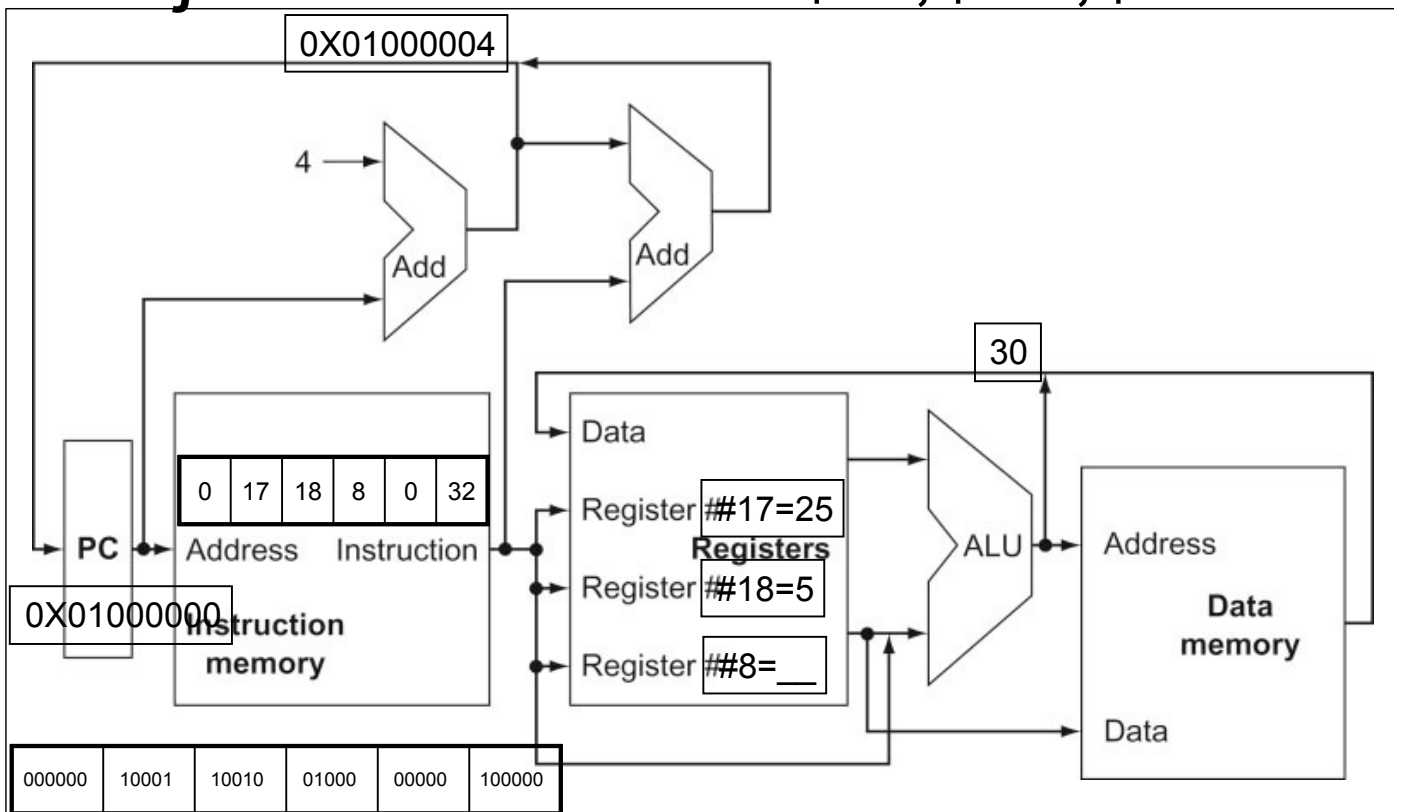 0X01000004
4
Add
Add
30
Data
0 17 18 8 0 32
Register ##17=25
PC
Address
Instruction
Registers
ALU
Address
Register ##18=5
0X01000000
Instruction
memory
Data
memory
Register ##8=__
Data
000000 10001 10010 01000 00000 100000